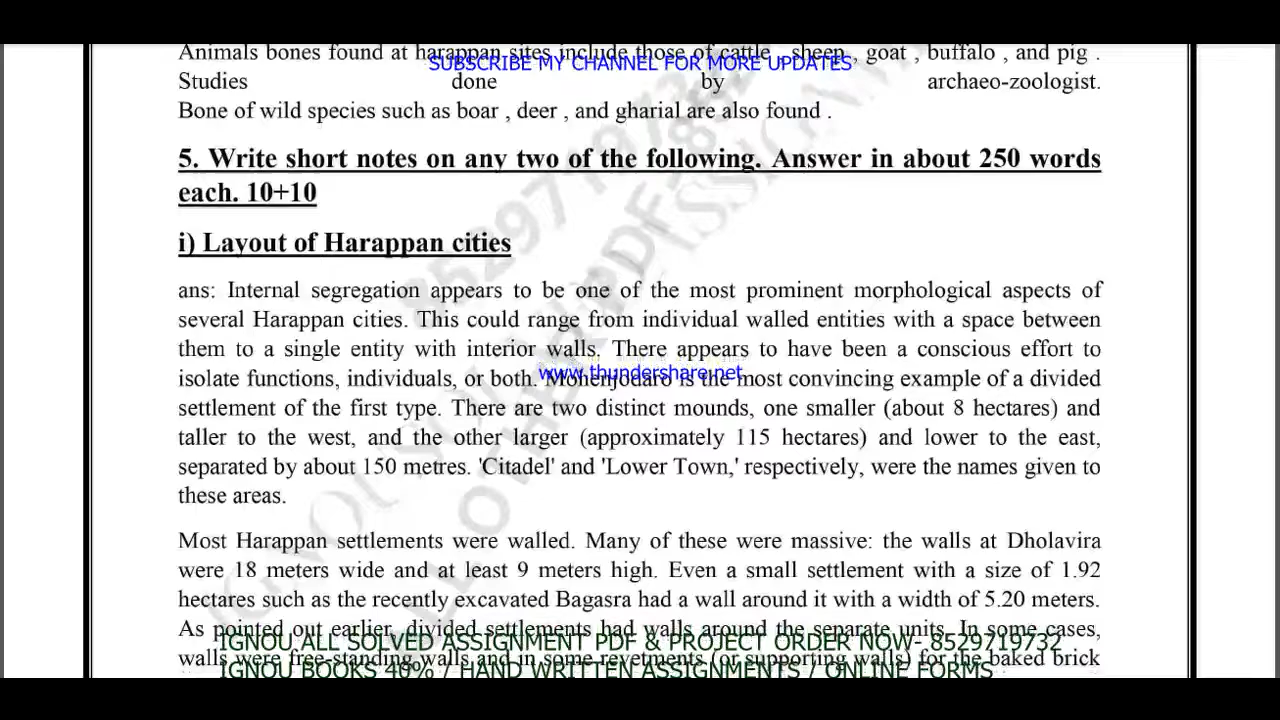 Animals bones found at harappan sites include those of cattle , sheep , goat , buffalo , and pig .
SUBSCRIBE MY CHANNEL FOR MORE UPDATES
Studies done by archaeo-zoologist.
Bone of wild species such as boar , deer , and gharial are also found .
5. Write short notes on any two of the following. Answer in about 250 words
each. 10+10
i) Layout of Harappan cities
ans: Internal segregation appears to be one of the most prominent morphological aspects of
several Harappan cities. This could range from individual walled entities with a space between
them to a single entity with interior walls. There appears to have been a conscious effort to
isolate functions, individuals, or both. Mohenjodaro is the most convincing example of a divided
www.thundershare.net
settlement of the first type. There are two distinct mounds, one smaller (about 8 hectares) and
taller to the west, and the other larger (approximately 115 hectares) and lower to the east,
separated by about 150 metres. 'Citadel' and 'Lower Town,' respectively, were the names given to
these areas.
Most Harappan settlements were walled. Many of these were massive: the walls at Dholavira
were 18 meters wide and at least 9 meters high. Even a small settlement with a size of 1.92
hectares such as the recently excavated Bagasra had a wall around it with a width of 5.20 meters.
As pointed out earlier, divided settlements had walls around the separate units. In some cases,
IGNOU ALL SOLVED ASSIGNMENT PDF & PROJECT ORDER NOW- 8529719732
walls were free-standing walls and in some revetments (or supporting walls) for the baked brick
IGNOU BOOKS 40% / HAND WRITTEN ASSIGNMENTS / ONLINE FORMS